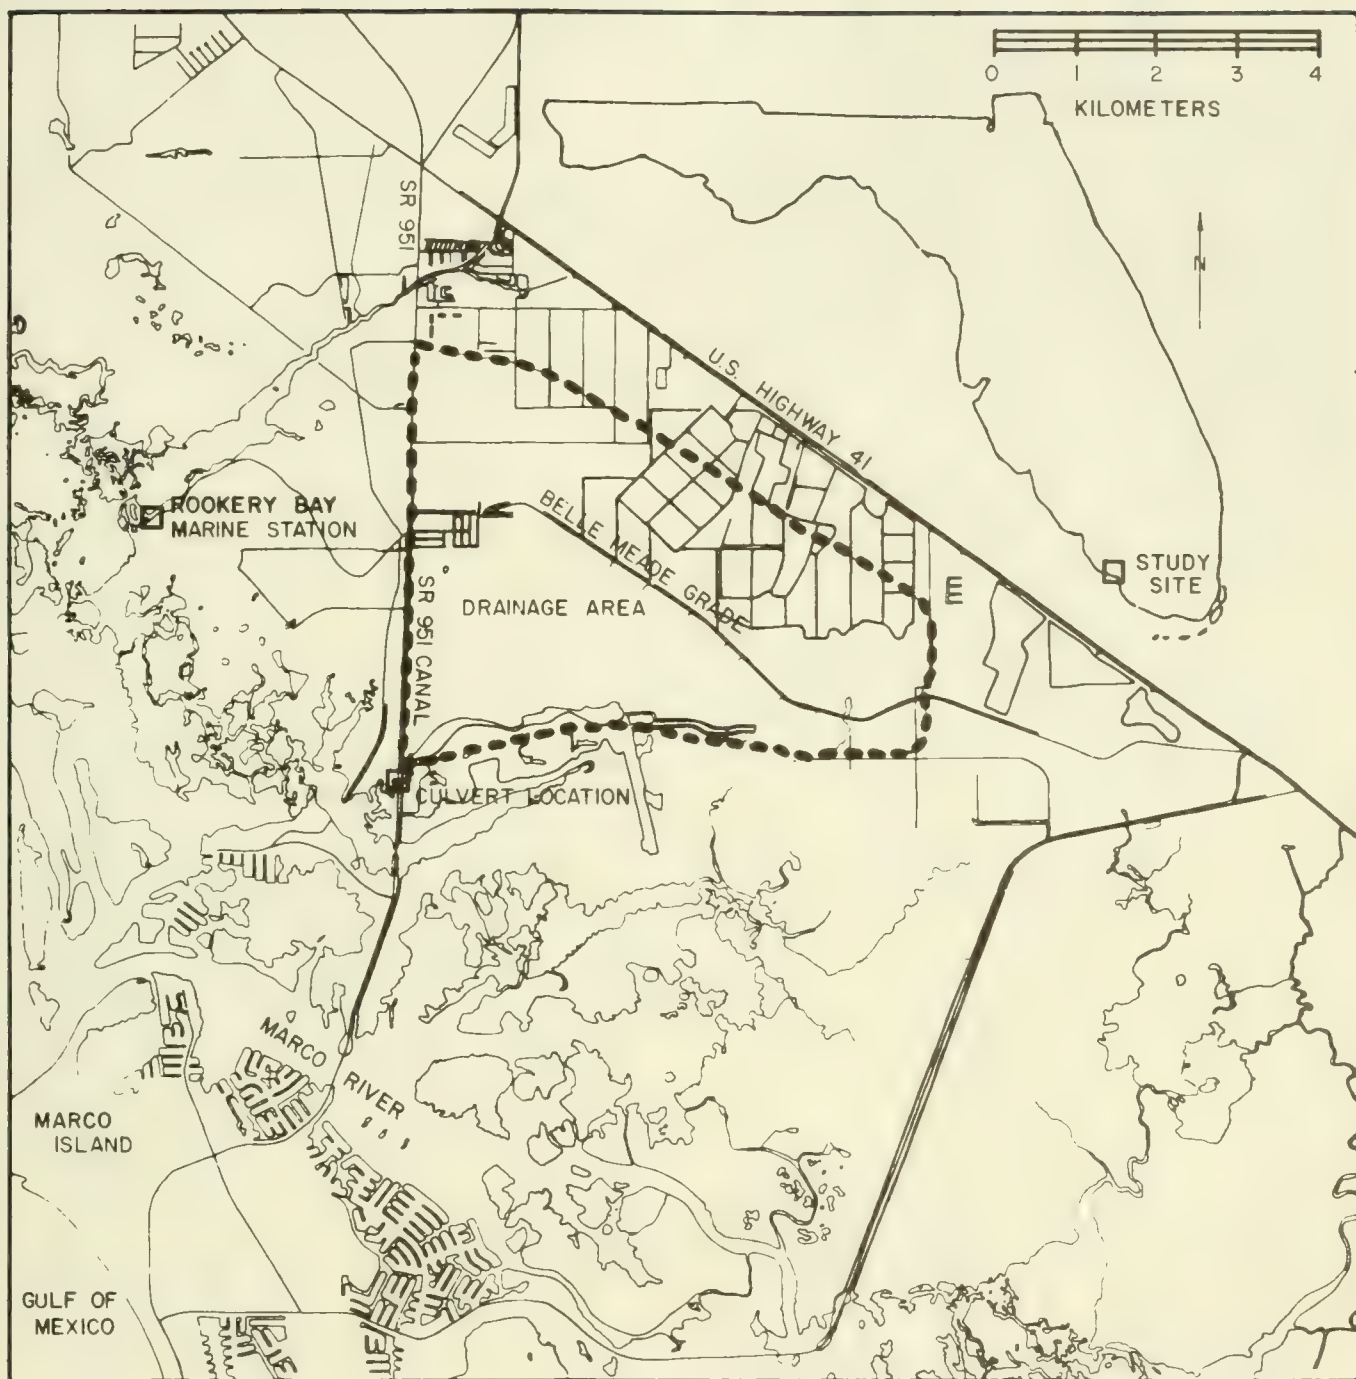 0 1 2 3 4
KILOMETERS
N
SR 951
U.S. HIGHWAY 41
ROOKERY BAY
MARINE STATION
BELLE MEADE GRADE
STUDY
SITE
DRAINAGE AREA
SR 951 CANAL
CULVERT LOCATION
MARCO
RIVER
MARCO
ISLAND
GULF OF
MEXICO